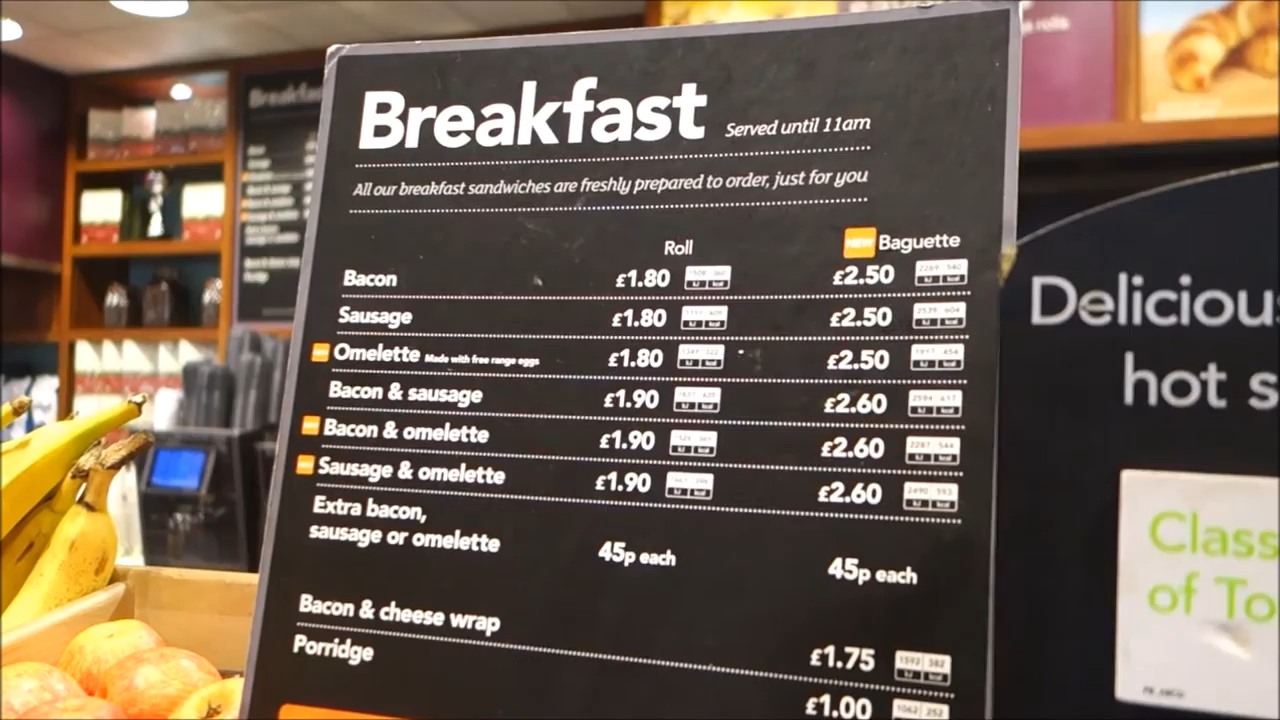 Breakfast Served until 11am
All our breakfast sandwiches are freshly prepared to order, just for you
Roll NEW Baguette
Bacon £1.80 £2.50
Sausage £1.80 £2.50
Omelette Made with free range eggs £1.80 £2.50
Bacon & sausage £1.90 £2.60
Bacon & omelette £1.90 £2.60
Sausage & omelette £1.90 £2.60
Extra bacon,
sausage or omelette 45p each 45p each
Bacon & cheese wrap £1.75
Porridge £1.00
Deliciou
hot s
Class
of To